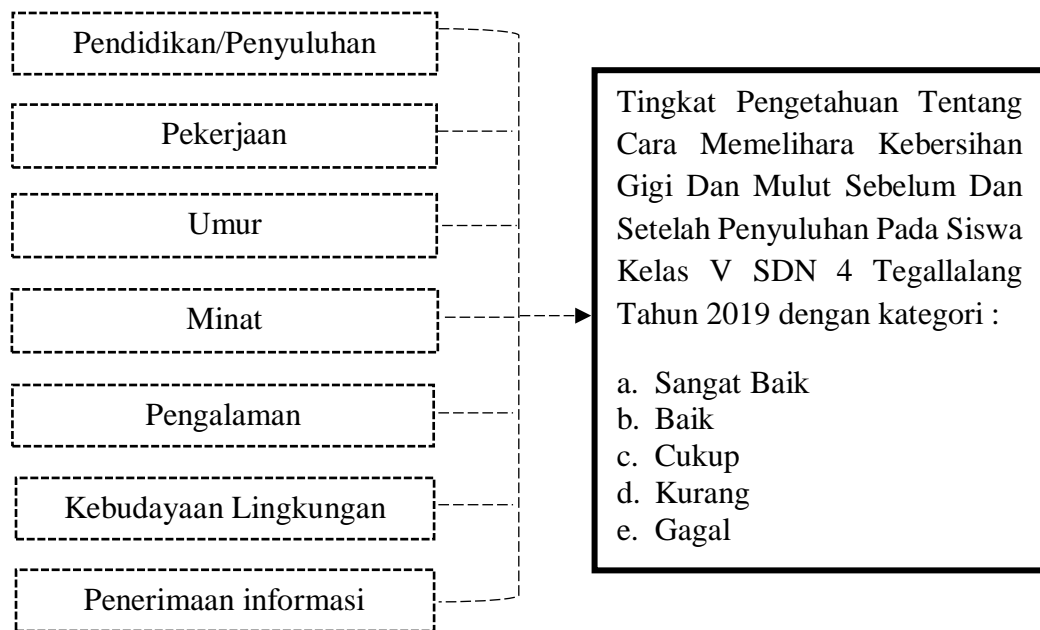 Pendidikan/Penyuluhan
Pekerjaan
Umur
Minat
Pengalaman
Kebudayaan Lingkungan
Penerimaan informasi
Tingkat Pengetahuan Tentang
Cara Memelihara Kebersihan
Gigi Dan Mulut Sebelum Dan
Setelah Penyuluhan Pada Siswa
Kelas V SDN 4 Tegallalang
Tahun 2019 dengan kategori :
a. Sangat Baik
b. Baik
c. Cukup
d. Kurang
e. Gagal